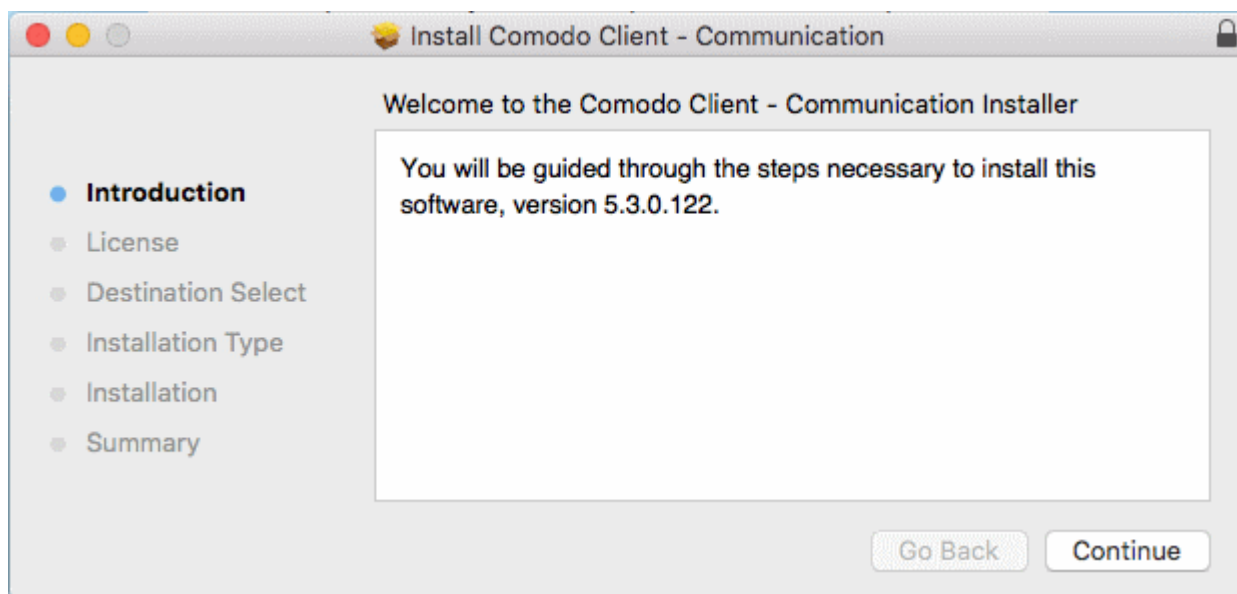 Install Comodo Client - Communication
Welcome to the Comodo Client - Communication Installer
Introduction
License
Destination Select
Installation Type
Installation
Summary
You will be guided through the steps necessary to install this
software, version 5.3.0.122.
Go Back
Continue